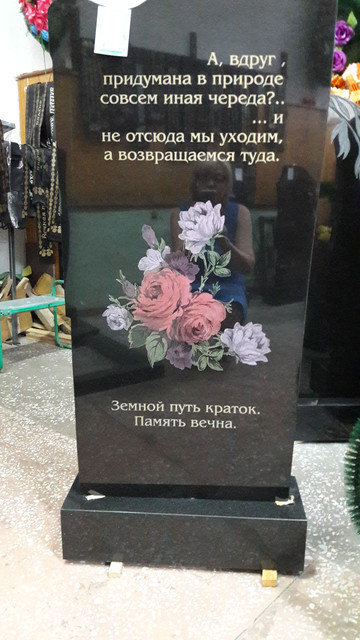 А, вдруг ,
придумана в природе
совсем иная череда?..
... и
не отсюда мы уходим,
а возвращаемся туда.
Земной путь краток.
Память вечна.